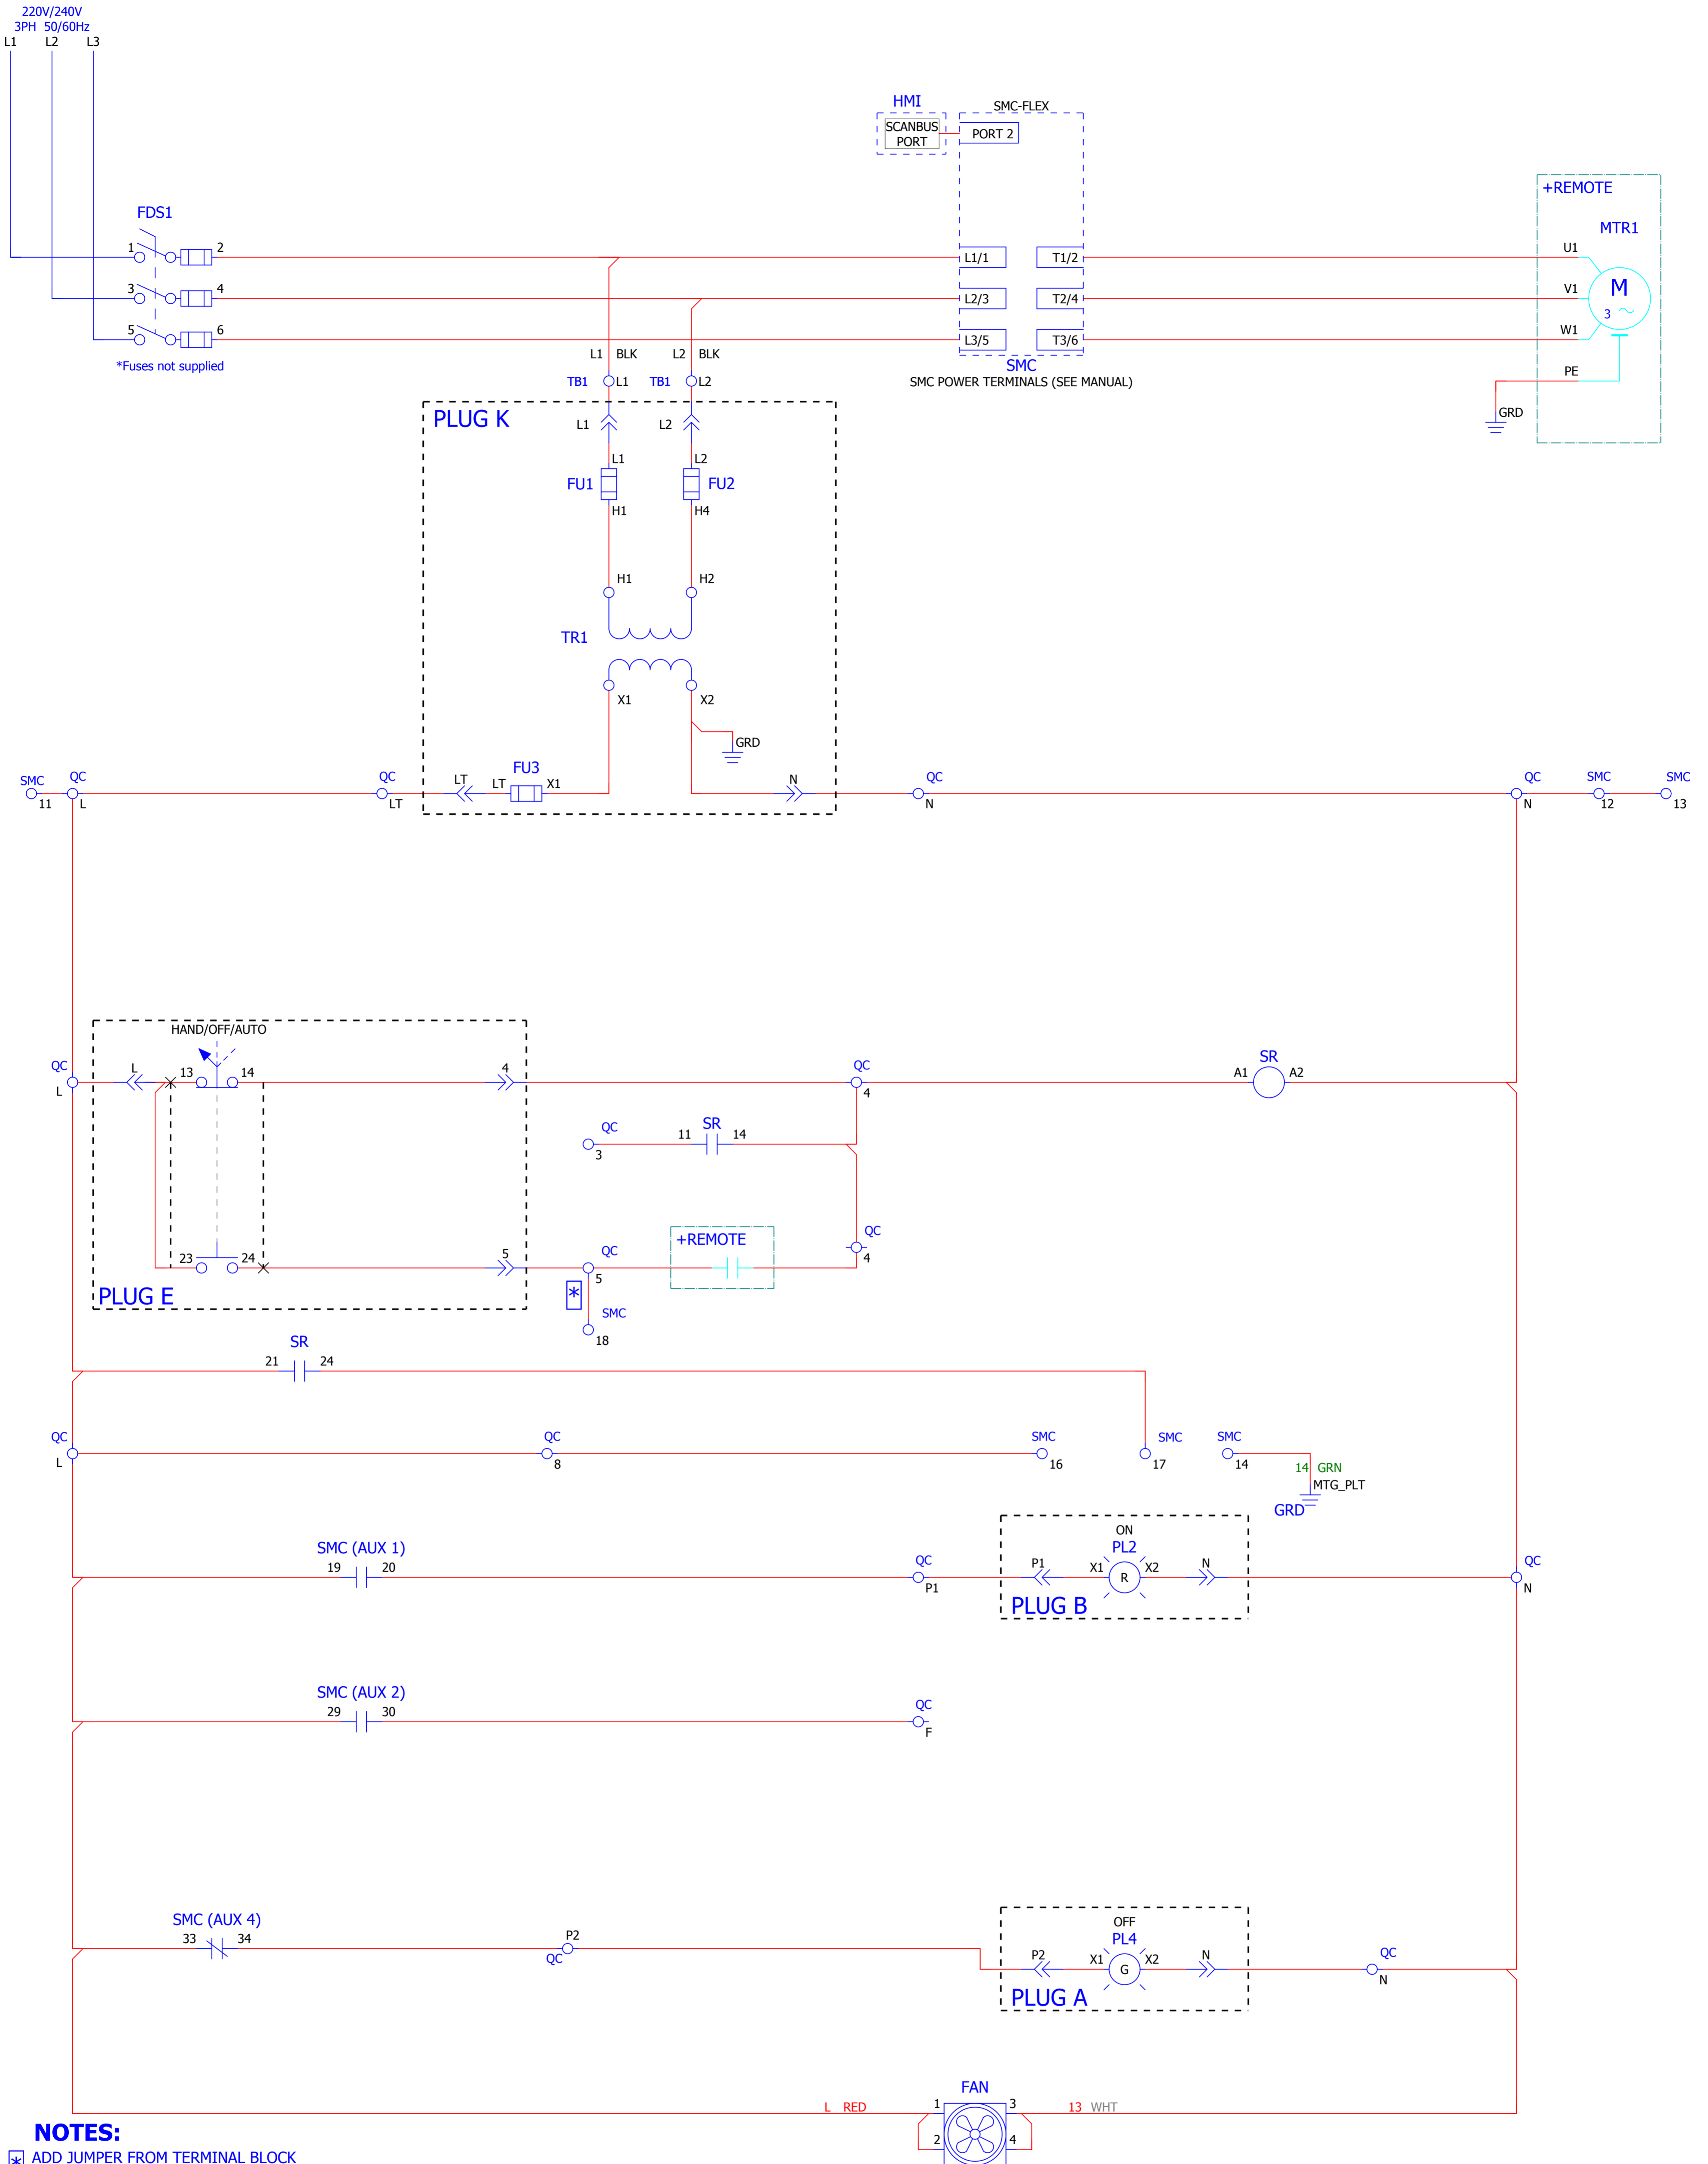 220V/240V
3PH 50/60Hz
L1 L2 L3
HMI
SMC-FLEX
SCANBUS
PORT
PORT 2
+REMOTE
FDS1
MTR1
1 2 L1/1 T1/2 U1
3 4 L2/3 T2/4 V1
M
3
5 6 L3/5 T3/6 W1
*Fuses not supplied
L1 BLK L2 BLK
SMC
SMC POWER TERMINALS (SEE MANUAL)
PE
TB1 L1 TB1 L2
GRD
PLUG K
L1 L2
L1 L2
FU1 FU2
H1 H4
H1 H2
TR1
X1 X2
GRD
SMC QC QC LT LT FU3 X1 N QC QC SMC SMC
11 L LT N N 12 13
HAND/OFF/AUTO
QC L 13 14 4 QC SR
A1 A2
L 4
QC 11 SR 14
3
QC
+REMOTE
4
23 24 5 QC
5
PLUG E
*
SMC
18
SR
21 24
QC QC SMC SMC SMC
L 8 16 17 14
14 GRN
MTG_PLT
GRD
ON
SMC (AUX 1) PL2
19 20 QC P1 X1 R X2 N QC
P1 N
PLUG B
SMC (AUX 2)
29 30 QC
F
OFF
SMC (AUX 4) PL4
33 34 P2
QC
P2 X1 G X2 N QC
N
PLUG A
FAN
L RED 1 3 13 WHT
2 4
NOTES:
* ADD JUMPER FROM TERMINAL BLOCK